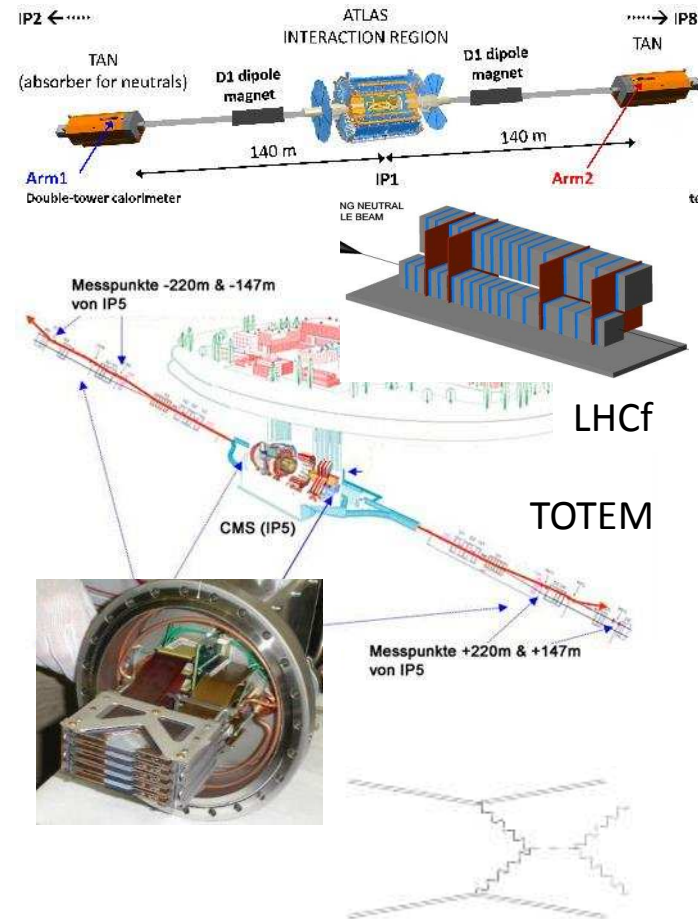 IP2
ATLAS
IP8
INTERACTION REGION
TAN
TAN
(absorber for neutrals)
D1 dipole
magnet
D1 dipole
magnet
140 m
140 m
Arm1
IP1
Arm2
Double-tower calorimeter
te
NG NEUTRAL
LE BEAM
Messpunkte -220m & -147m
von IP5
LHCf
TOTEM
CMS (IP5)
Messpunkte +220m & +147m
von IP5